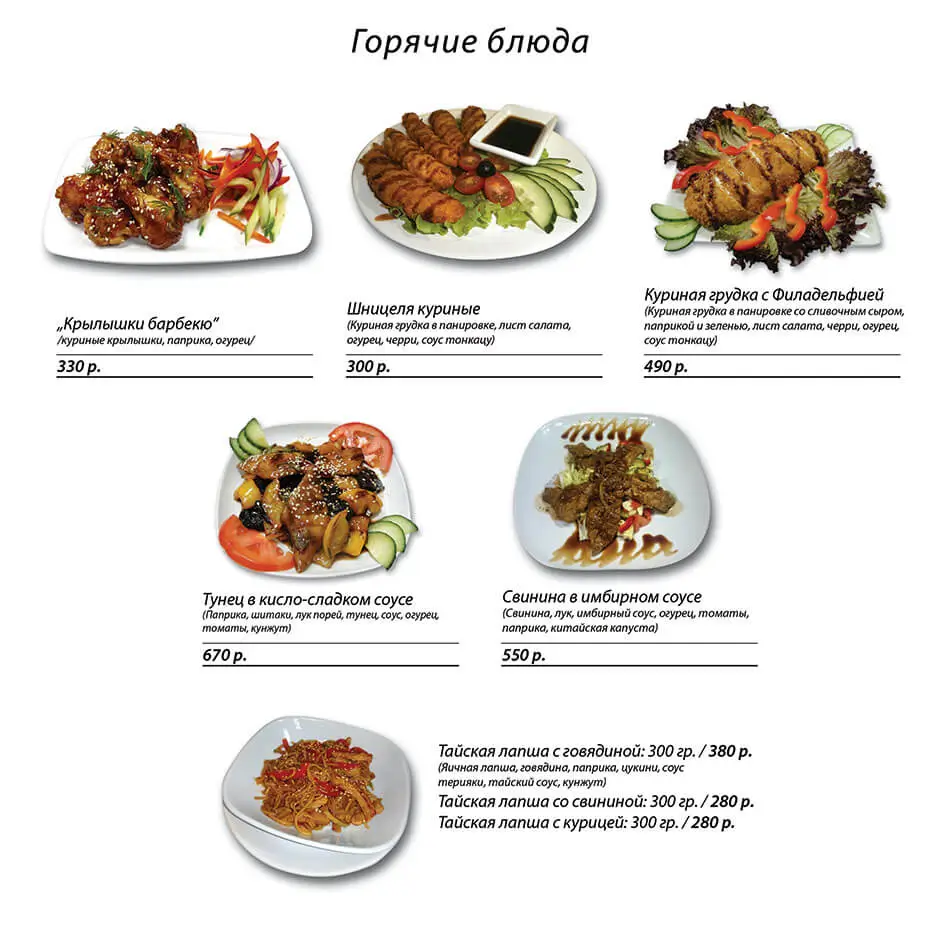 Горячие блюда
„Крылышки барбекю”
/куриные крылышки, паприка, огурец/
330 р.
Шницеля куриные
(Куриная грудка в панировке, лист салата,
огурец, черри, соус тонкацу)
300 р.
Куриная грудка с Филадельфией
(Куриная грудка в панировке со сливочным сыром,
паприкой и зеленью, лист салата, черри, огурец,
соус тонкацу)
490 р.
Тунец в кисло-сладком соусе
(Паприка, шитаки, лук порей, тунец, соус, огурец,
томаты, кунжут)
670 р.
Свинина в имбирном соусе
(Свинина, лук, имбирный соус, огурец, томаты,
паприка, китайская капуста)
550 р.
Тайская лапша с говядиной: 300 гр. / 380 р.
(Яичная лапша, говядина, паприка, цукини, соус
терияки, тайский соус, кунжут)
Тайская лапша со свининой: 300 гр. / 280 р.
Тайская лапша с курицей: 300 гр. / 280 р.